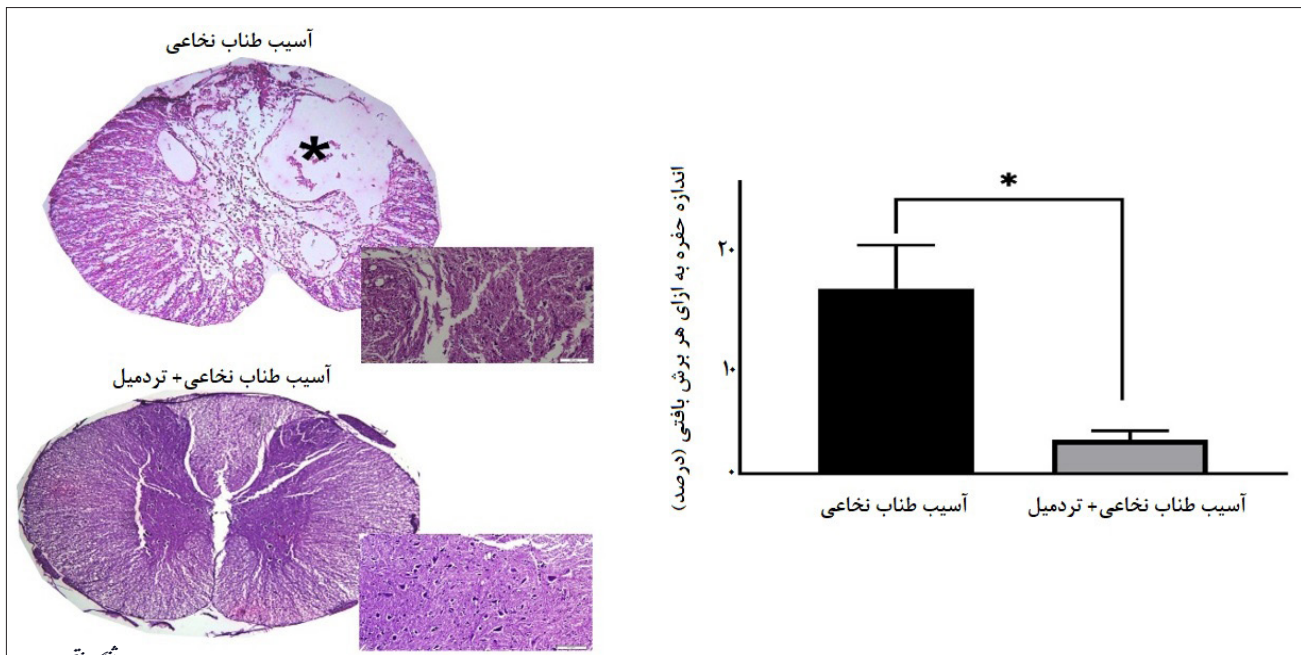 آسیب طناب نخاعی
*
آسیب طناب نخاعی+ تردمیل
اندازه حفره به ازای هر برش بافتی (درصد)
*
۲۰
۱۰
۰
آسیب طناب نخاعی
آسیب طناب نخاعی+ تردمیل